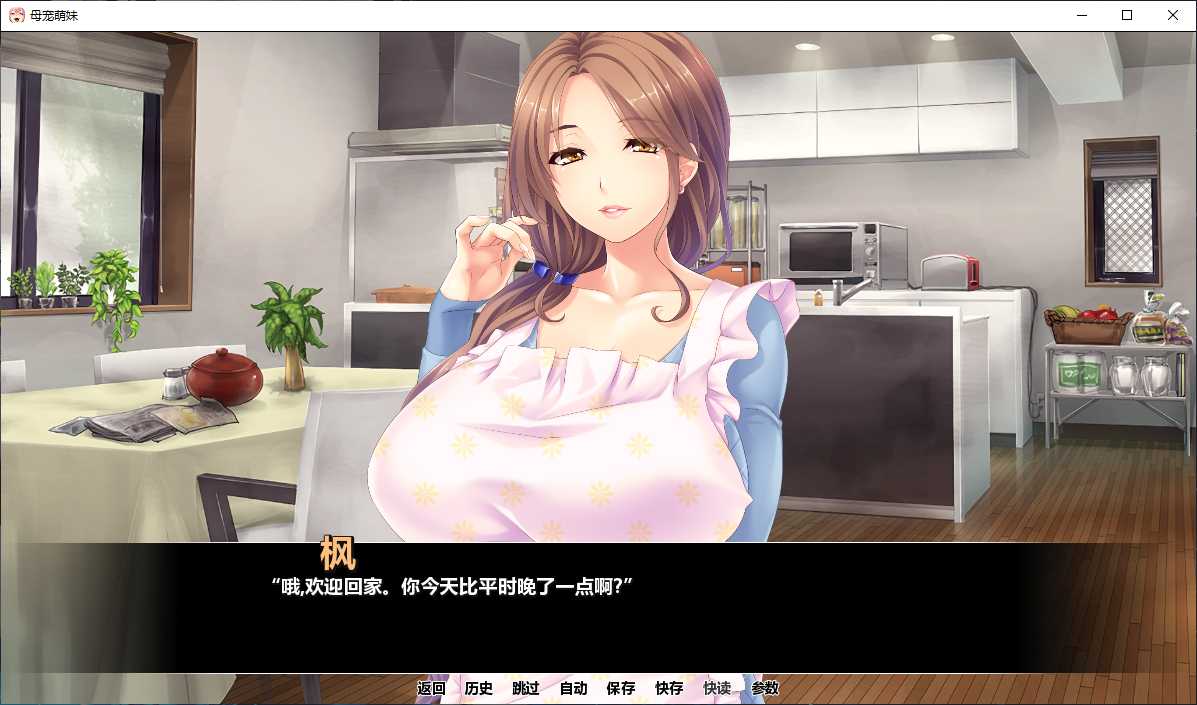 母宠萌妹
枫
“哦,欢迎回家。你今天比平时晚了一点啊?”
返回 历史 跳过 自动 保存 快存 快读 参数